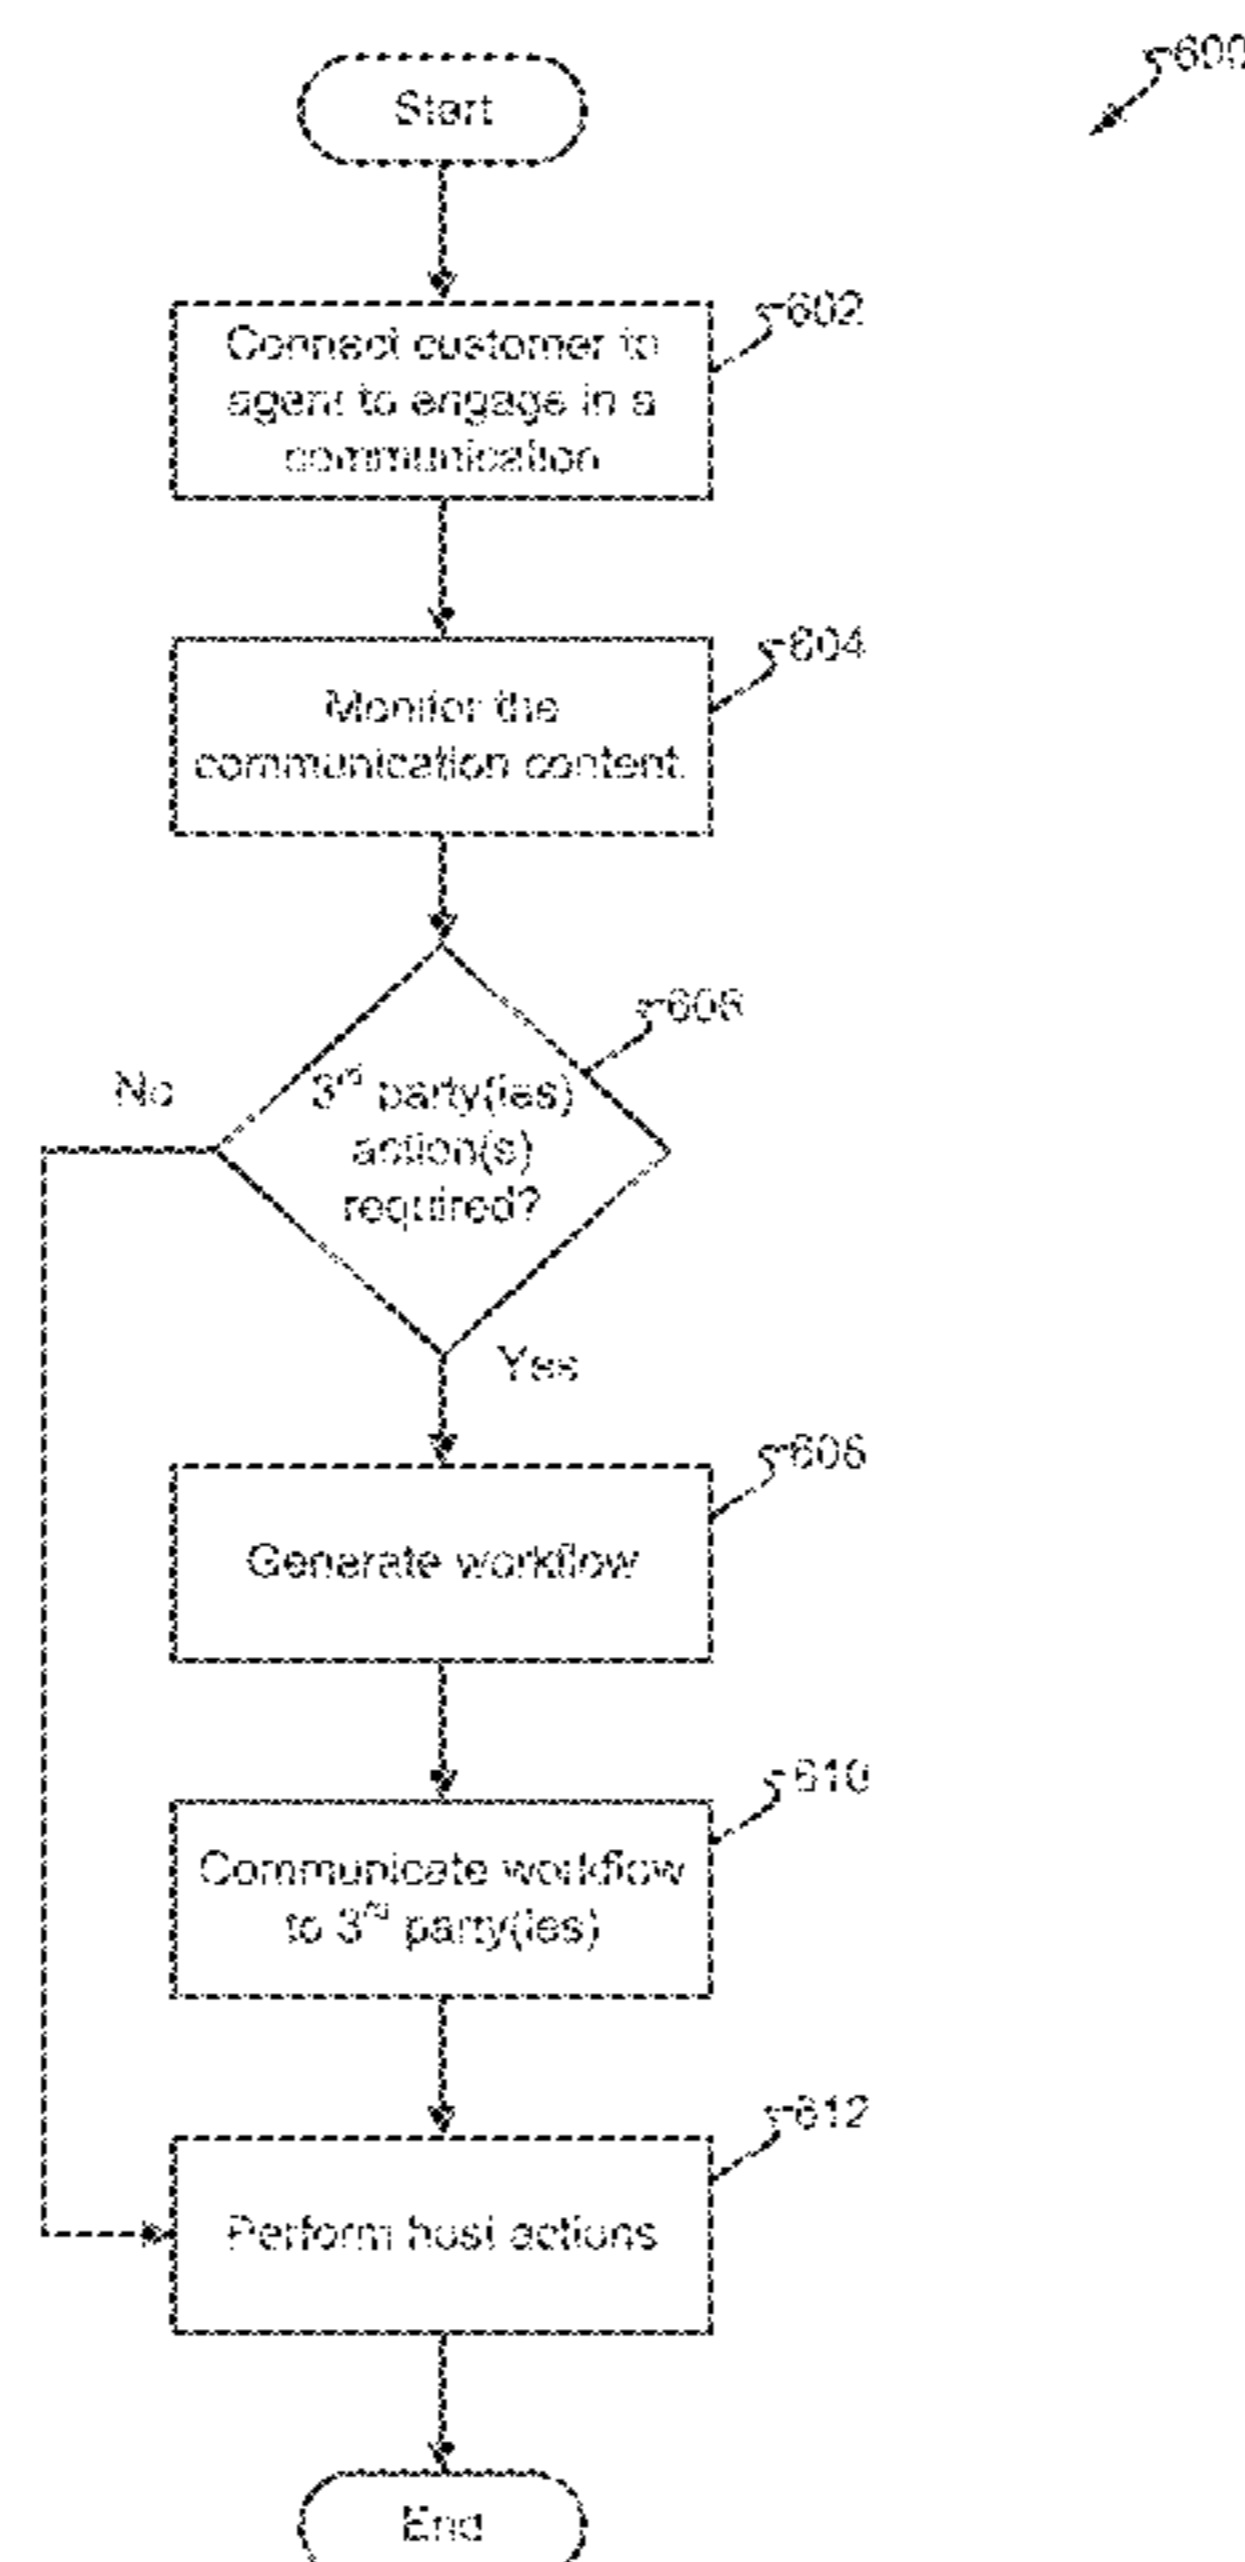 Start
600
Connect customer to
agent to engage in a
communication
602
Monitor the
communication content
604
3rd party(ies)
action(s)
required?
606
No
Yes
Generate workflow
Communicate workflow
to 3rd party(ies)
610
Perform host actions
612
End